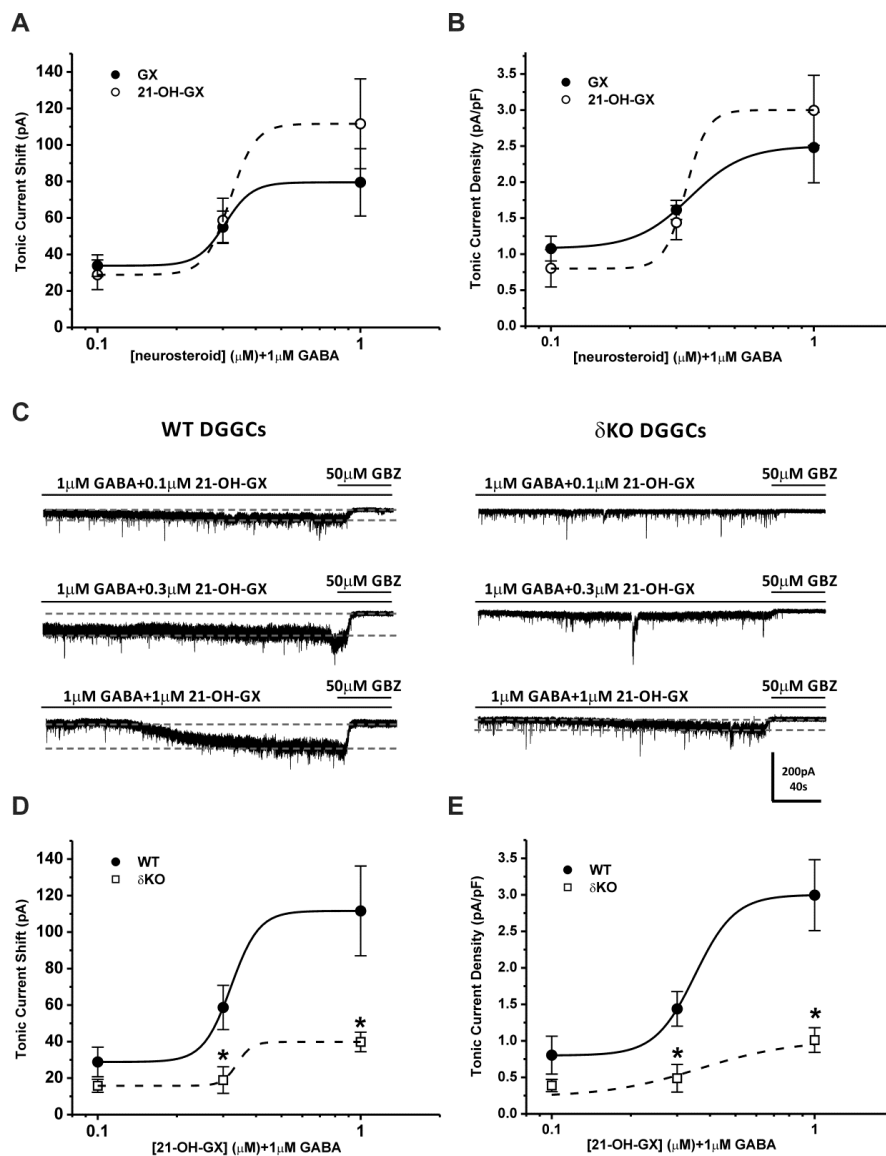 A
140
120
100
80
60
40
20
0
Tonic Current Shift (pA)
GX
21-OH-GX
0.1
1
[neurosteroid] (μM)+1μM GABA
B
3.5
3.0
2.5
2.0
1.5
1.0
0.5
0.0
Tonic Current Density (pA/pF)
GX
21-OH-GX
0.1
1
[neurosteroid] (μM)+1μM GABA
C
WT DGGCs
δKO DGGCs
1μM GABA+0.1μM 21-OH-GX
50μM GBZ
1μM GABA+0.1μM 21-OH-GX
50μM GBZ
1μM GABA+0.3μM 21-OH-GX
50μM GBZ
1μM GABA+0.3μM 21-OH-GX
50μM GBZ
1μM GABA+1μM 21-OH-GX
50μM GBZ
1μM GABA+1μM 21-OH-GX
50μM GBZ
200pA
40s
D
140
120
100
80
60
40
20
0
Tonic Current Shift (pA)
WT
δKO
*
*
0.1
1
[21-OH-GX] (μM)+1μM GABA
E
3.5
3.0
2.5
2.0
1.5
1.0
0.5
0.0
Tonic Current Density (pA/pF)
WT
δKO
*
*
0.1
1
[21-OH-GX] (μM)+1μM GABA